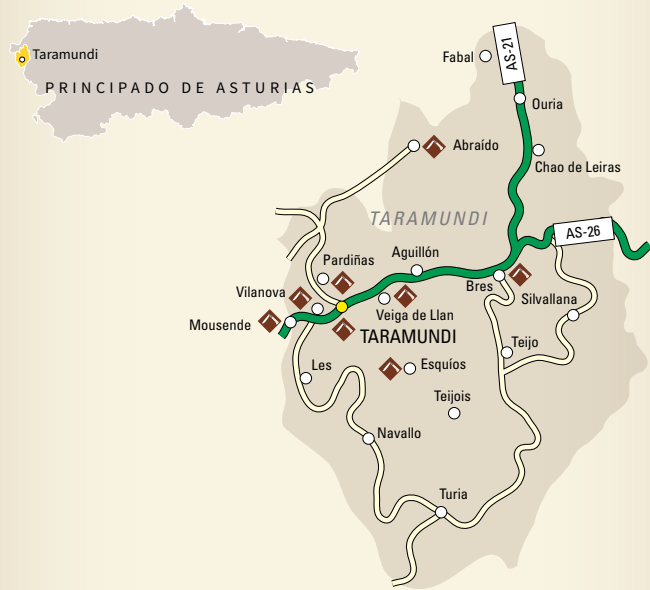 Taramundi
PRINCIPADO DE ASTURIAS
AS-21
Fabal
Ouria
Abraído
Chao de Leiras
TARAMUNDI
AS-26
Aguillón
Pardiñas
Bres
Vilanova
Silvallana
Veiga de Llan
Mousende
TARAMUNDI
Teijo
Les
Esquíos
Teijois
Navallo
Turia